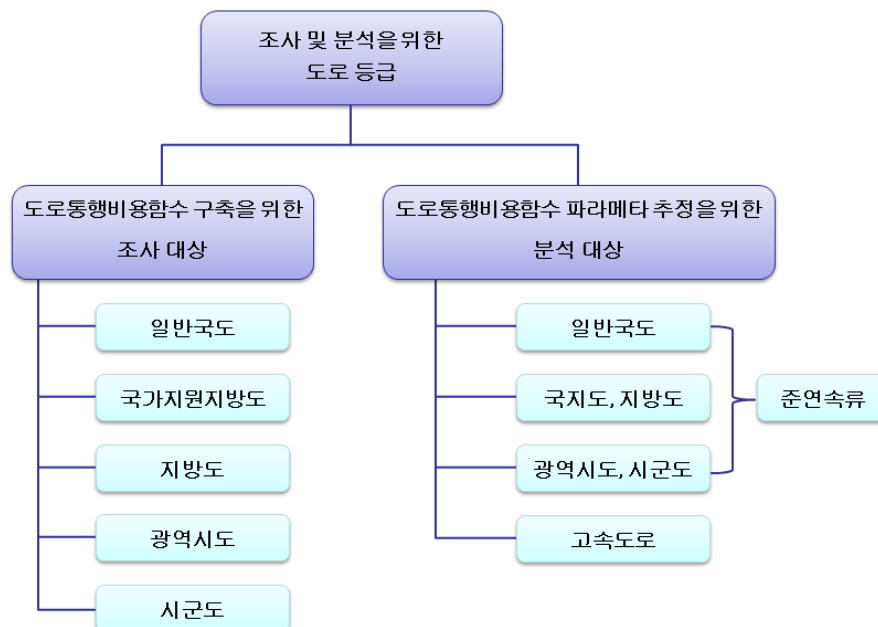 조사 및 분석을위한
도로 등급
도로통행비용함수 구축을 위한
조사 대상
일반국도
국가지원지방도
지방도
광역시도
시군도
도로통행비용함수 파라메타 추정을 위한
분석 대상
일반국도
국지도, 지방도
광역시도, 시군도
고속도로
준연속류